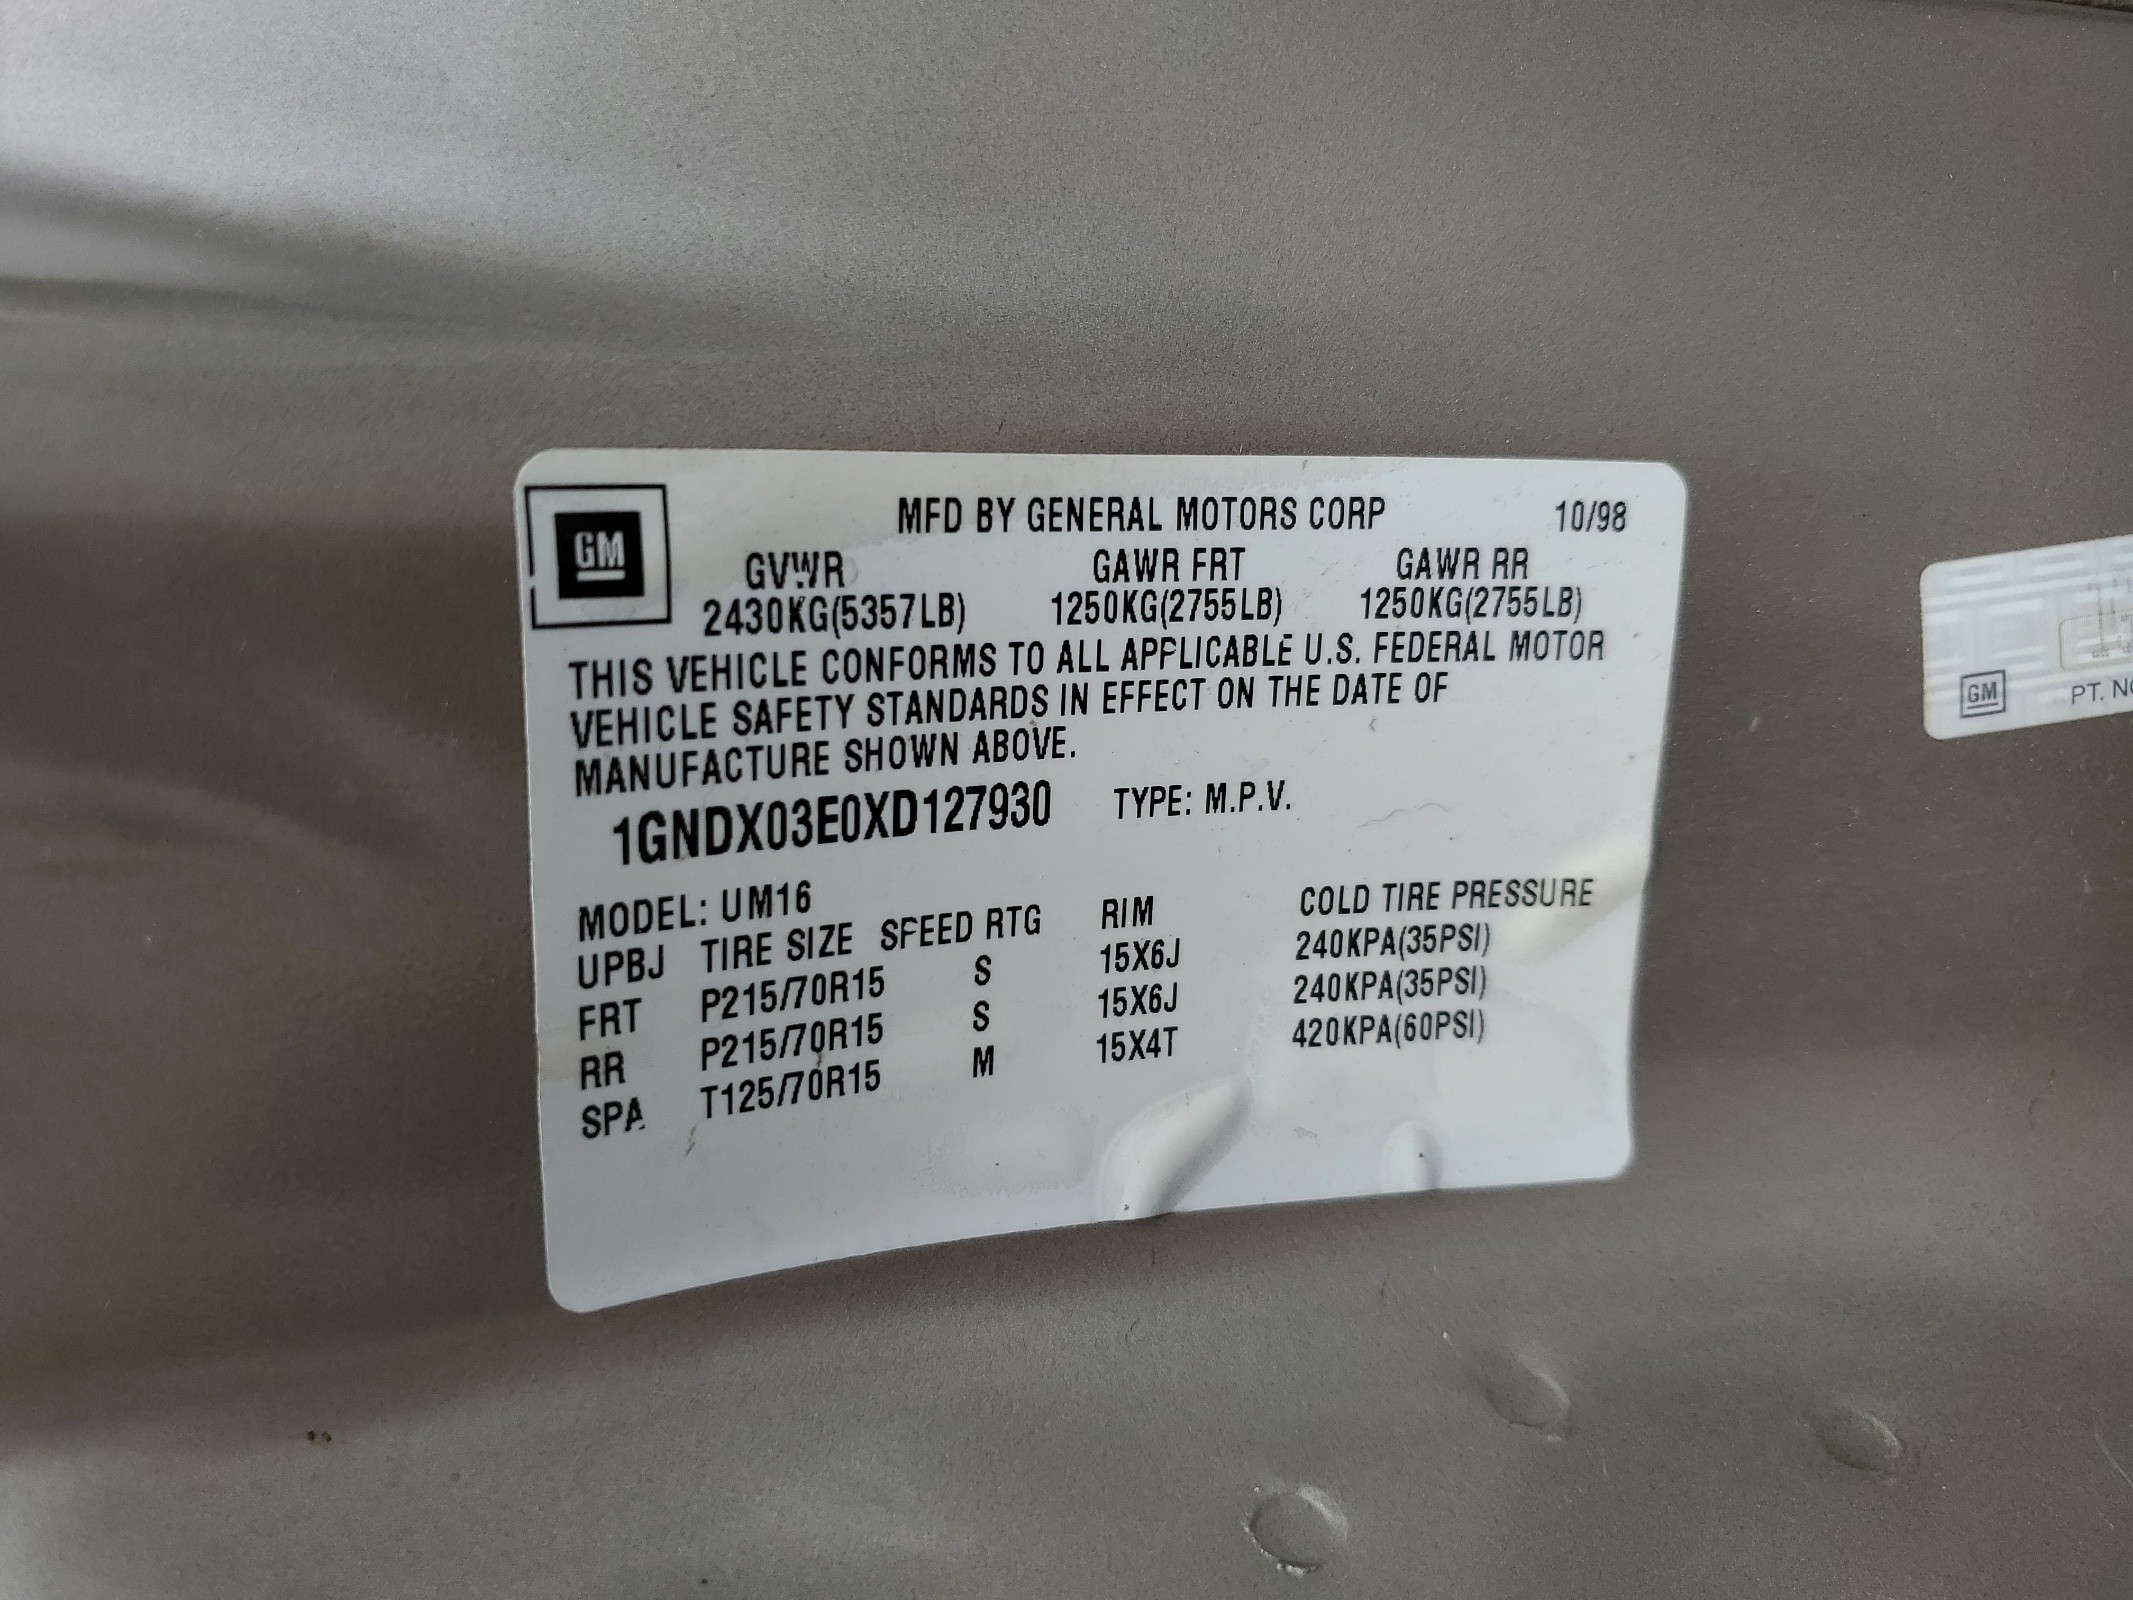 GM
MFD BY GENERAL MOTORS CORP 10/98
GVWR GAWR FRT GAWR RR
2430KG(5357LB) 1250KG(2755LB) 1250KG(2755LB)
THIS VEHICLE CONFORMS TO ALL APPLICABLE U.S. FEDERAL MOTOR
VEHICLE SAFETY STANDARDS IN EFFECT ON THE DATE OF
MANUFACTURE SHOWN ABOVE.
1GNDX03E0XD127930 TYPE: M.P.V.
MODEL: UM16
UPBJ TIRE SIZE SPEED RTG RIM COLD TIRE PRESSURE
FRT P215/70R15 S 15X6J 240KPA(35PSI)
RR P215/70R15 S 15X6J 240KPA(35PSI)
SPA T125/70R15 M 15X4T 420KPA(60PSI)
GM PT.